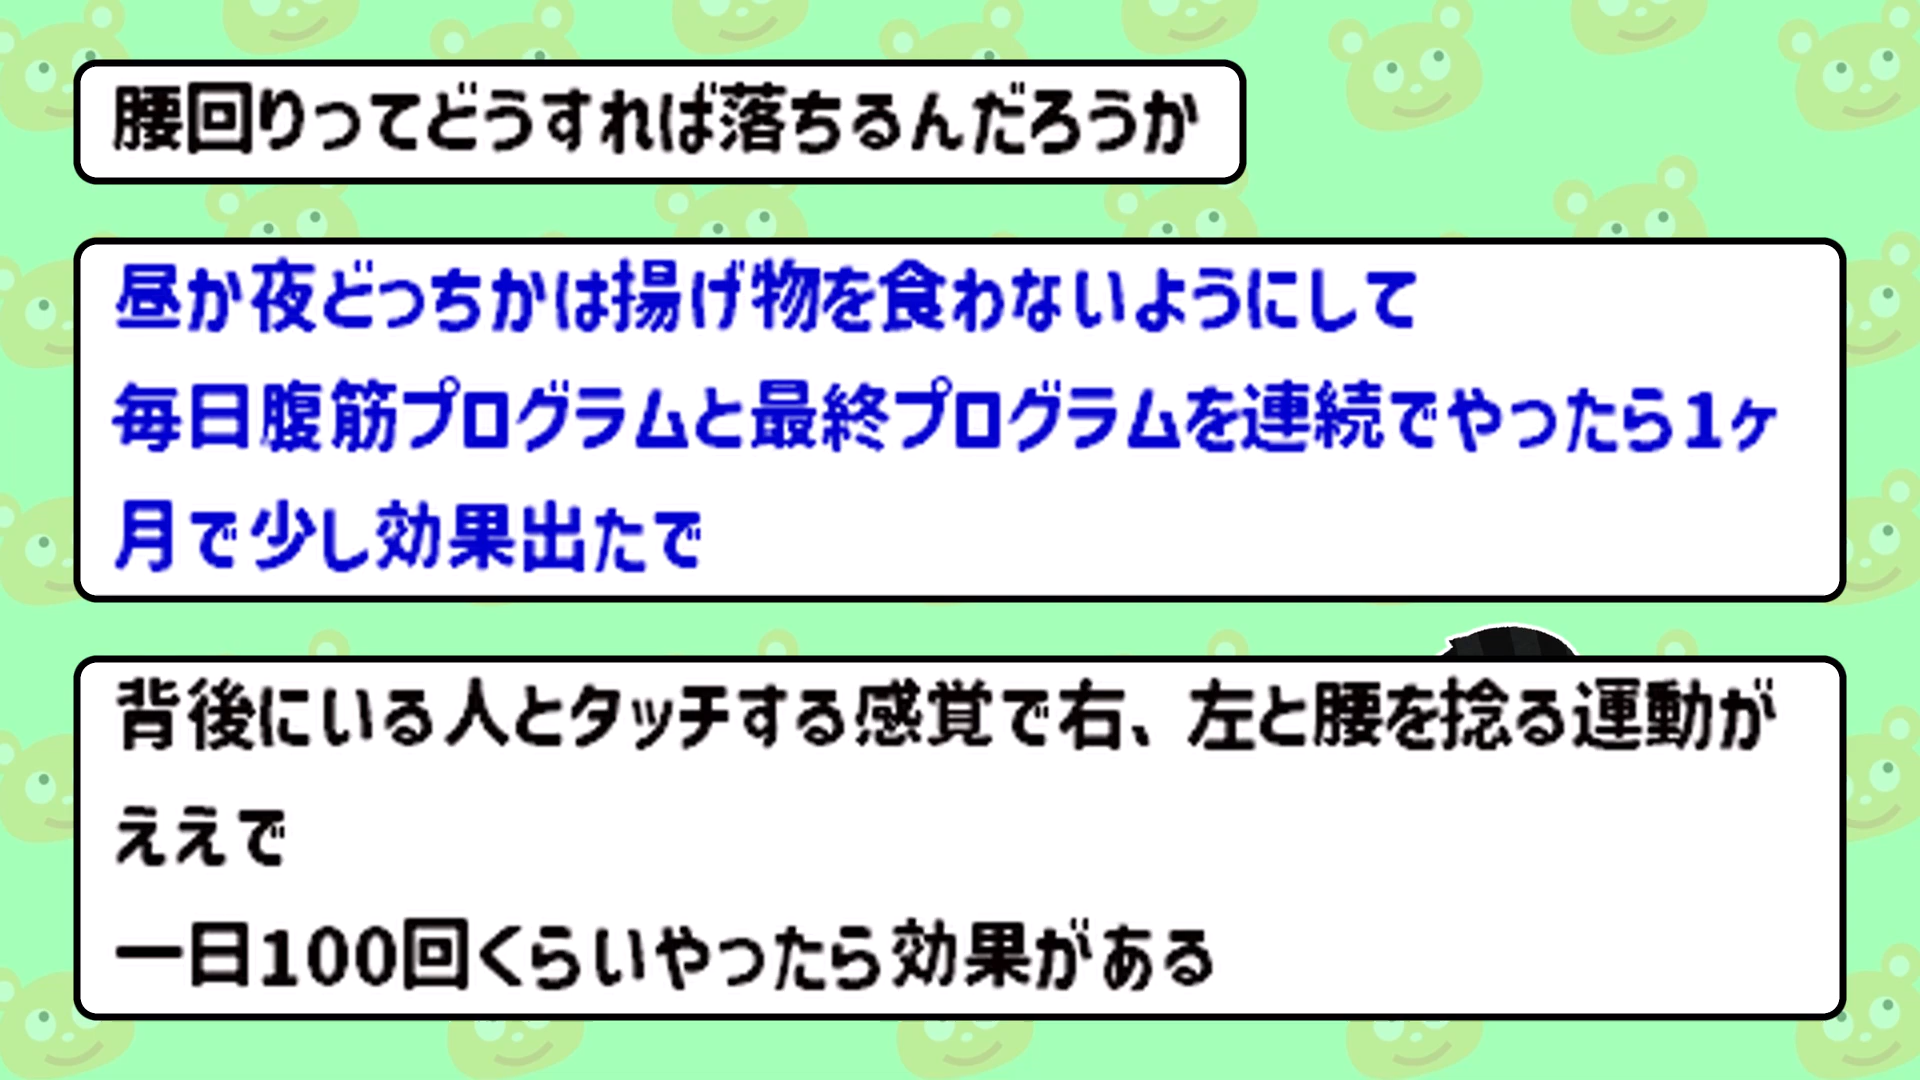 腰回りってどうすれば落ちるんだろうか
昼か夜どっちかは揚げ物を食わないようにして
毎日腹筋プログラムと最終プログラムを連続でやったら1ヶ
月で少し効果出たで
背後にいる人とタッチする感覚で右、左と腰を捻る運動が
ええで
一日100回くらいやったら効果がある